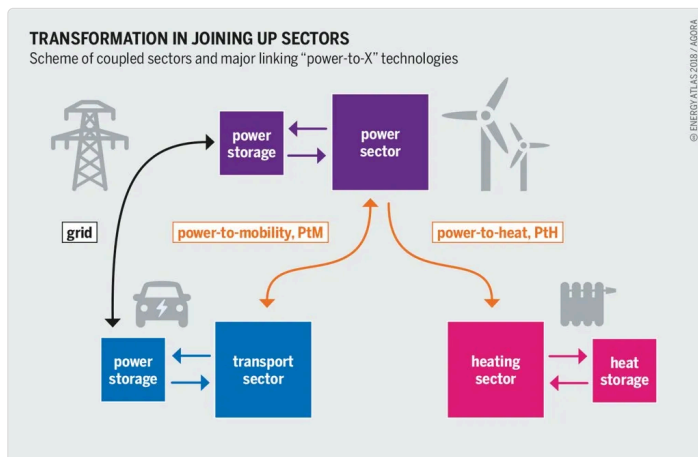 TRANSFORMATION IN JOINING UP SECTORS
Scheme of coupled sectors and major linking “power-to-X” technologies
© ENERGY ATLAS 2018 / AGORA
power
storage
power
sector
grid
power-to-mobility, PtM
power-to-heat, PtH
power
storage
transport
sector
heating
sector
heat
storage